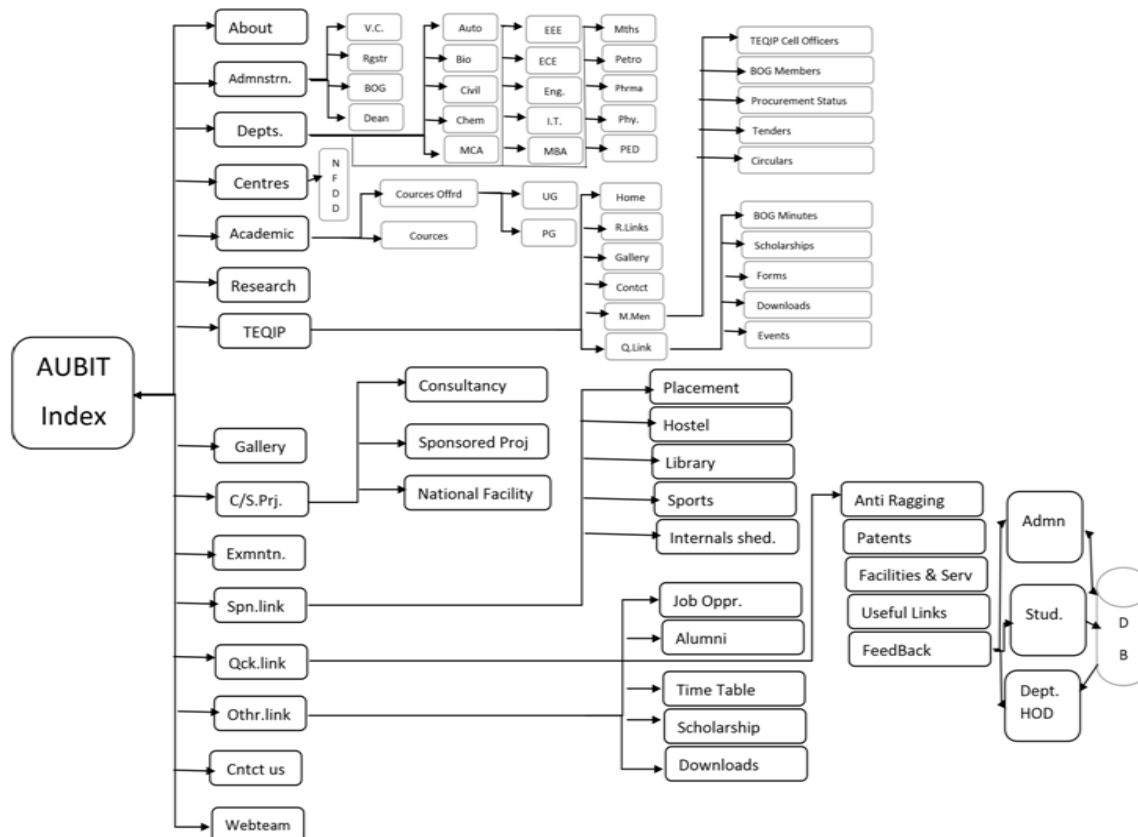 AUBIT
Index
About
Admnstrn.
Depts.
Centres
Academic
Research
TEQIP
Gallery
C/S.Prj.
Exmntn.
Spn.link
Qck.link
Othr.link
Cntct us
Webteam
V.C.
Rgstr
BOG
Dean
Auto
Bio
Civil
Chem
MCA
EEE
ECE
Eng.
I.T.
MBA
Mths
Petro
Phrma
Phy.
PED
N
F
D
D
Cources Offrd
Cources
UG
PG
Home
R.Links
Gallery
Contct
M.Men
Q.Link
TEQIP Cell Officers
BOG Members
Procurement Status
Tenders
Circulars
BOG Minutes
Scholarships
Forms
Downloads
Events
Consultancy
Sponsored Proj
National Facility
Placement
Hostel
Library
Sports
Internals shed.
Job Oppr.
Alumni
Time Table
Scholarship
Downloads
Anti Ragging
Patents
Facilities & Serv
Useful Links
FeedBack
Admn
Stud.
Dept.
HOD
D
B